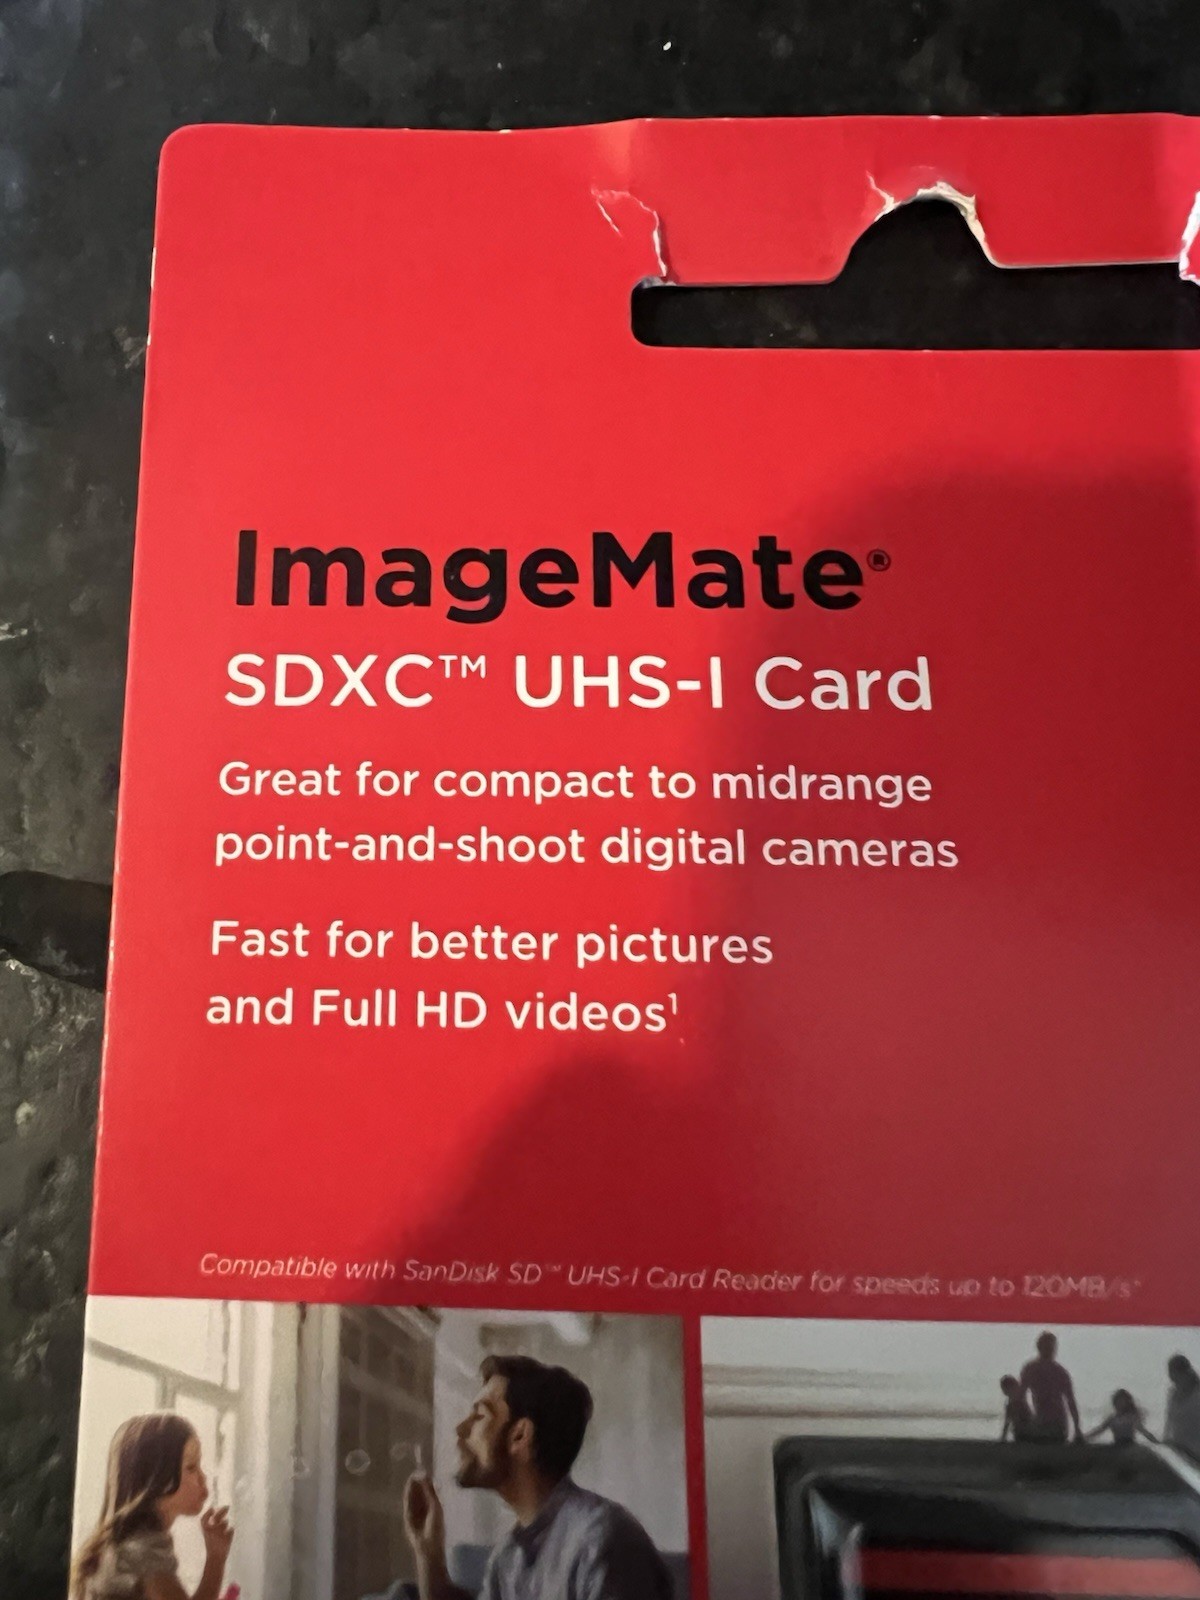 ImageMate®
SDXC™ UHS-I Card
Great for compact to midrange
point-and-shoot digital cameras
Fast for better pictures
and Full HD videos¹
Compatible with SanDisk SD™ UHS-I Card Reader for speeds up to 120MB/s*